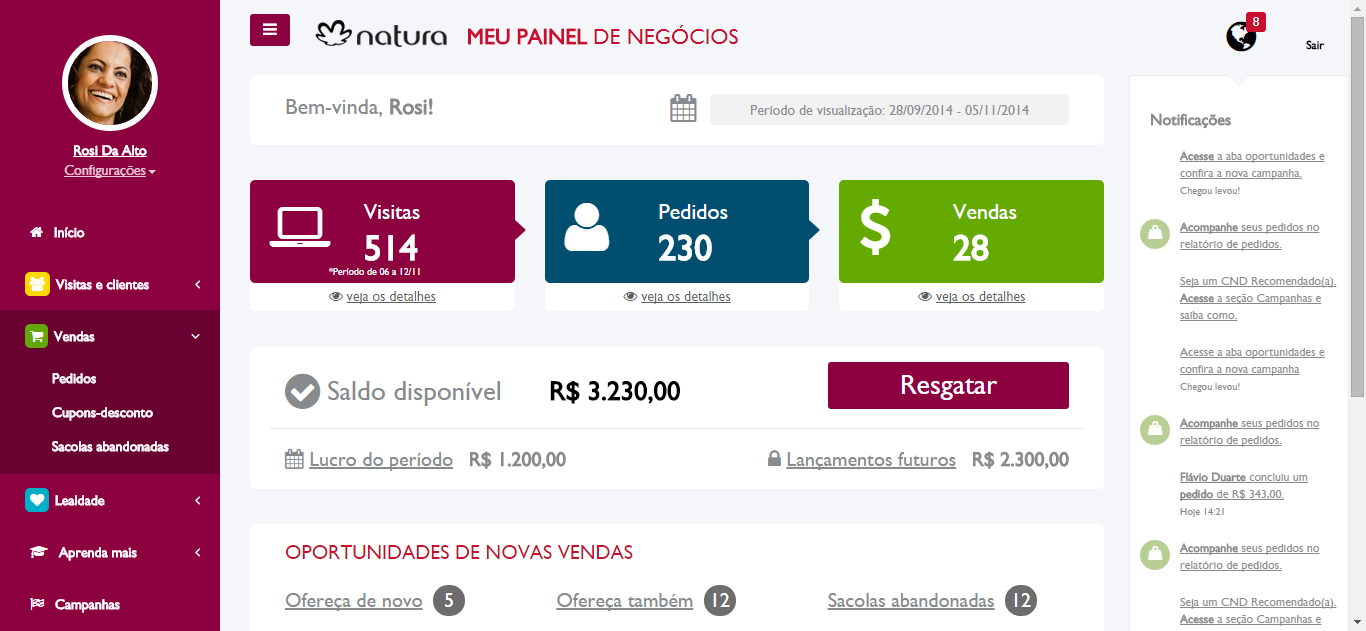 Rosi Da Alto
Configurações
Início
Visitas e clientes
Vendas
Pedidos
Cupons-desconto
Sacolas abandonadas
Lealdade
Aprenda mais
Campanhas
natura MEU PAINEL DE NEGÓCIOS
8
Sair
Bem-vinda, Rosi!
Período de visualização: 28/09/2014 - 05/11/2014
Visitas
514
*Período de 06 a 12/11
veja os detalhes
Pedidos
230
veja os detalhes
$
Vendas
28
veja os detalhes
Saldo disponível R$ 3.230,00
Resgatar
Lucro do período R$ 1.200,00
Lançamentos futuros R$ 2.300,00
OPORTUNIDADES DE NOVAS VENDAS
Ofereça de novo 5
Ofereça também 12
Sacolas abandonadas 12
Notificações
Acesse a aba oportunidades e
confira a nova campanha.
Chegou levou!
Acompanhe seus pedidos no
relatório de pedidos.
Seja um CND Recomendado(a).
Acesse a seção Campanhas e
saiba como.
Acesse a aba oportunidades e
confira a nova campanha
Chegou levou!
Acompanhe seus pedidos no
relatório de pedidos.
Flávio Duarte concluiu um
pedido de R$ 343,00.
Hoje 14:21
Acompanhe seus pedidos no
relatório de pedidos.
Seja um CND Recomendado(a).
Acesse a seção Campanhas e